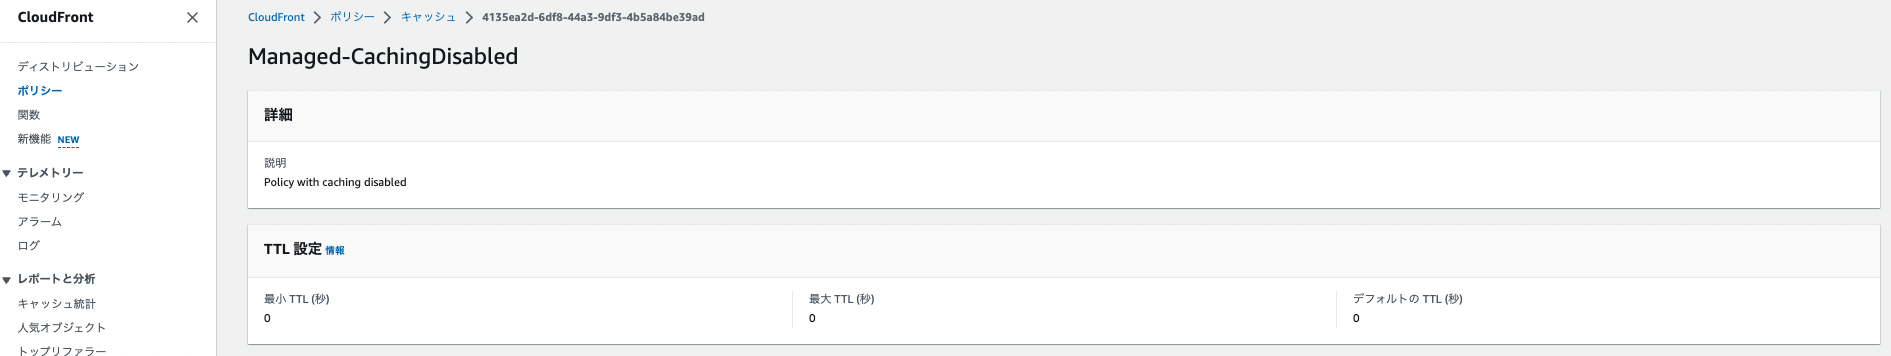 CloudFront
ディストリビューション
ポリシー
関数
新機能 NEW
テレメトリー
モニタリング
アラーム
ログ
レポートと分析
キャッシュ統計
人気オブジェクト
トップリファラー
CloudFront > ポリシー > キャッシュ > 4135ea2d-6df8-44a3-9df3-4b5a84be39ad
Managed-CachingDisabled
詳細
説明
Policy with caching disabled
TTL 設定 情報
最小 TTL (秒)
0
最大 TTL (秒)
0
デフォルトの TTL (秒)
0